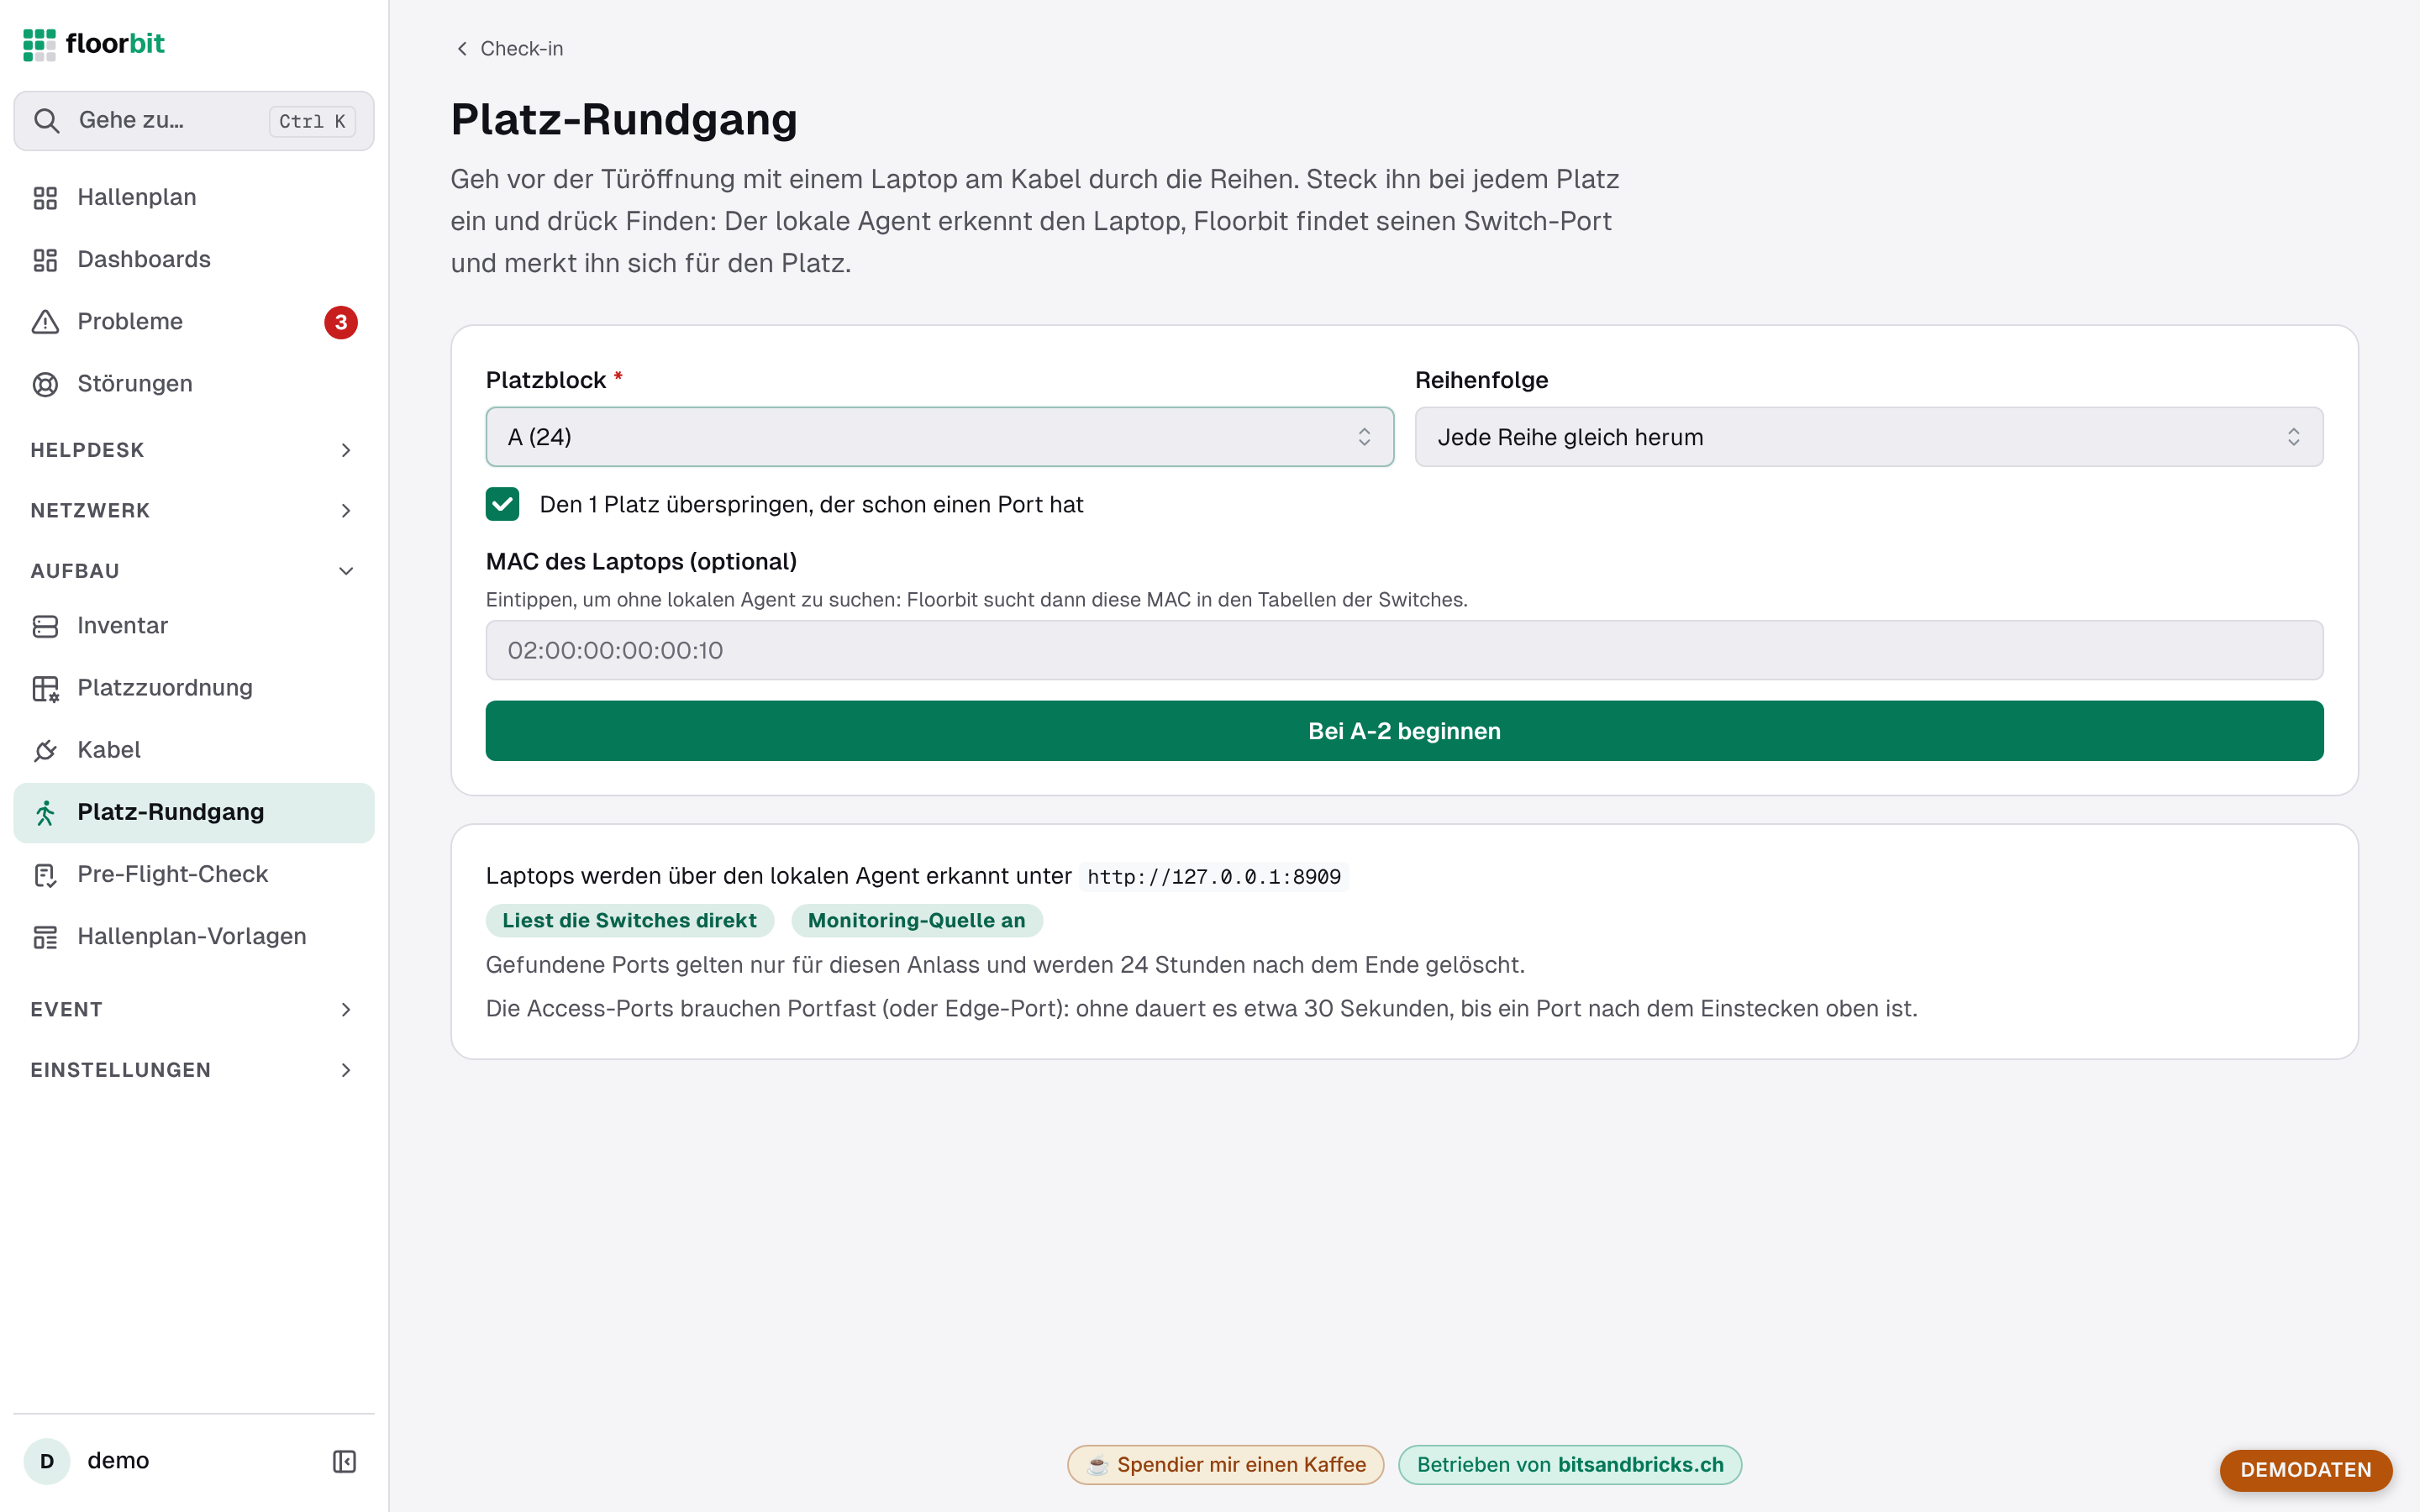 floorbit
Gehe zu...
Ctrl K
Hallenplan
Dashboards
Probleme
3
Störungen
HELPDESK
NETZWERK
AUFBAU
Inventar
Platzzuordnung
Kabel
Platz-Rundgang
Pre-Flight-Check
Hallenplan-Vorlagen
EVENT
EINSTELLUNGEN
D
demo
Check-in
Platz-Rundgang
Geh vor der Türöffnung mit einem Laptop am Kabel durch die Reihen. Steck ihn bei jedem Platz
ein und drück Finden: Der lokale Agent erkennt den Laptop, Floorbit findet seinen Switch-Port
und merkt ihn sich für den Platz.
Platzblock *
A (24)
Reihenfolge
Jede Reihe gleich herum
Den 1 Platz überspringen, der schon einen Port hat
MAC des Laptops (optional)
Eintippen, um ohne lokalen Agent zu suchen: Floorbit sucht dann diese MAC in den Tabellen der Switches.
02:00:00:00:00:10
Bei A-2 beginnen
Laptops werden über den lokalen Agent erkannt unter http://127.0.0.1:8909
Liest die Switches direkt
Monitoring-Quelle an
Gefundene Ports gelten nur für diesen Anlass und werden 24 Stunden nach dem Ende gelöscht.
Die Access-Ports brauchen Portfast (oder Edge-Port): ohne dauert es etwa 30 Sekunden, bis ein Port nach dem Einstecken oben ist.
Spendier mir einen Kaffee
Betrieben von bitsandbricks.ch
DEMODATEN